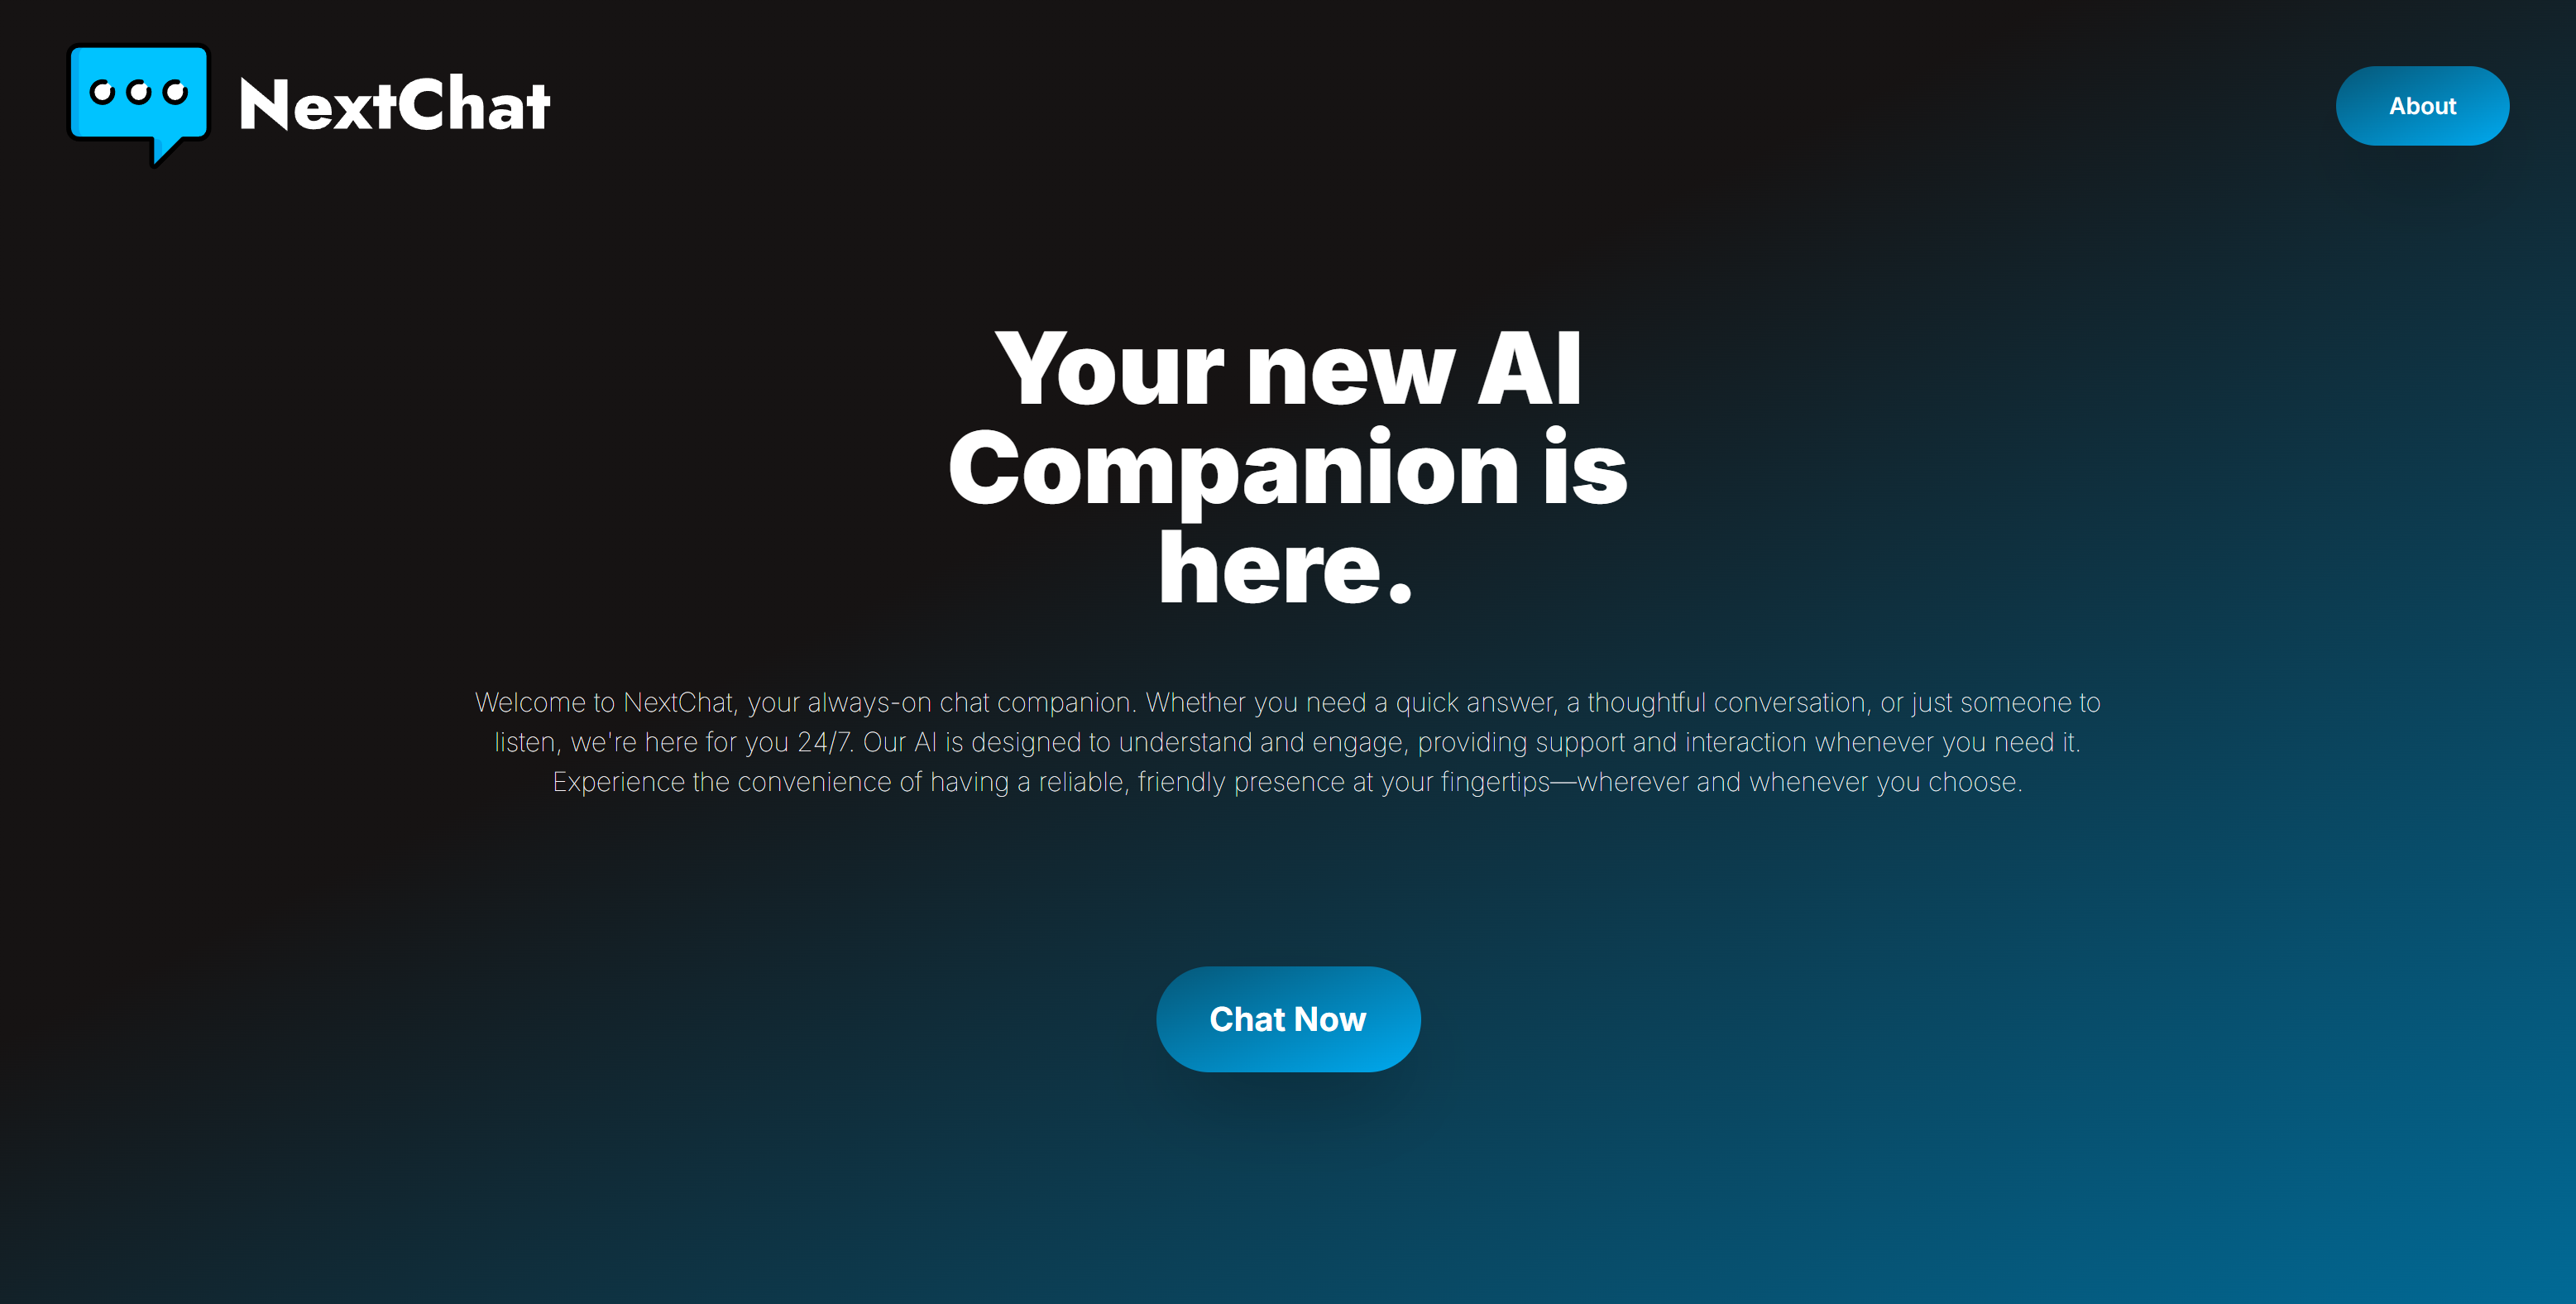 NextChat
About
Your new AI
Companion is
here.
Welcome to NextChat, your always-on chat companion. Whether you need a quick answer, a thoughtful conversation, or just someone to
listen, we're here for you 24/7. Our AI is designed to understand and engage, providing support and interaction whenever you need it.
Experience the convenience of having a reliable, friendly presence at your fingertips—wherever and whenever you choose.
Chat Now